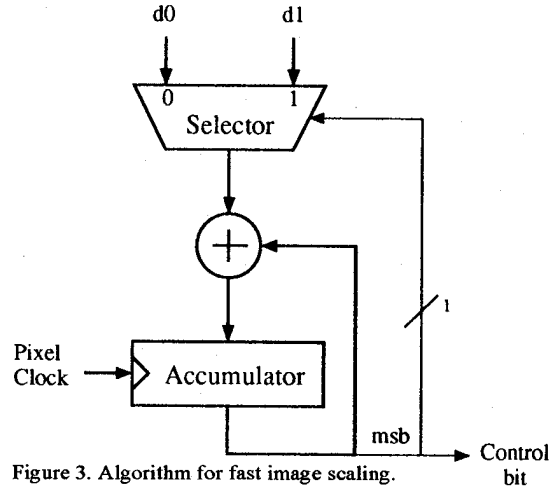 d0 d1
0 1
Selector
+
1
Pixel
Clock
Accumulator
msb
Control
bit
Figure 3. Algorithm for fast image scaling.